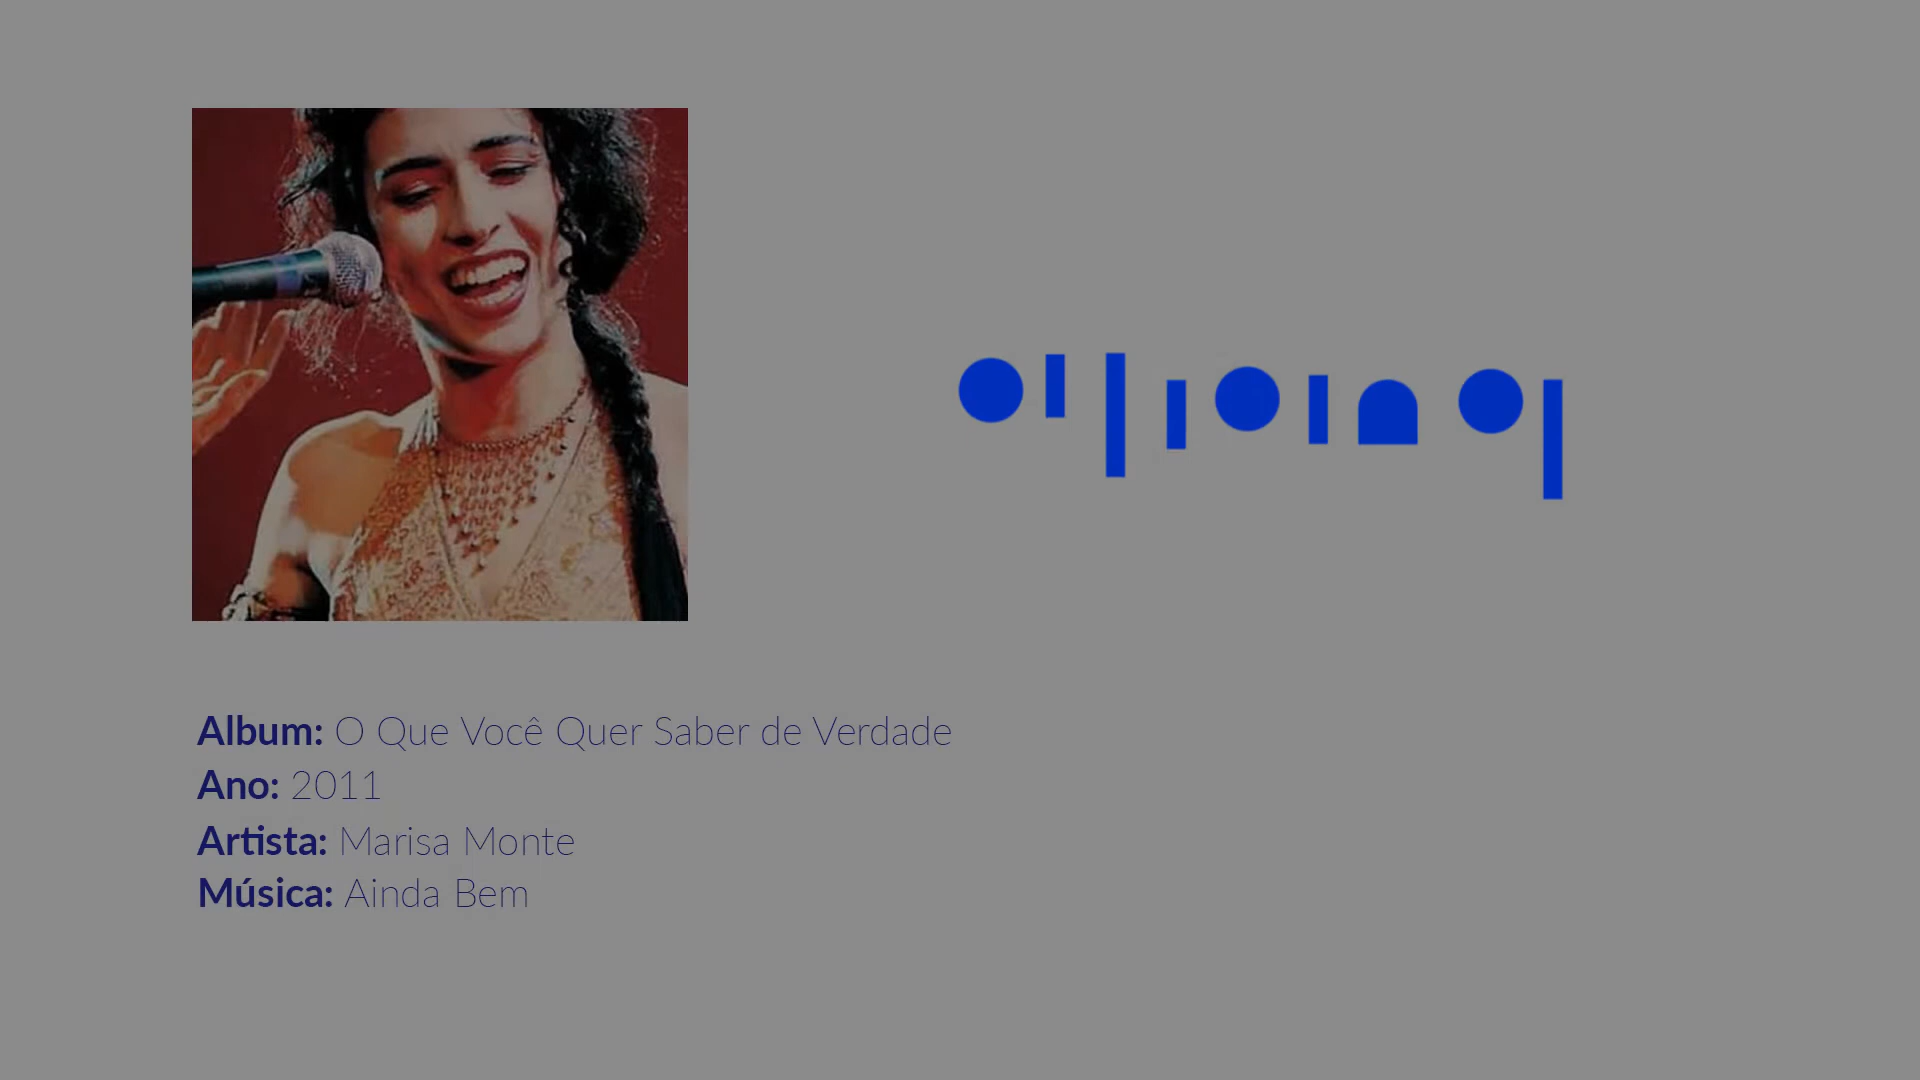 Album: O Que Você Quer Saber de Verdade
Ano: 2011
Artista: Marisa Monte
Música: Ainda Bem